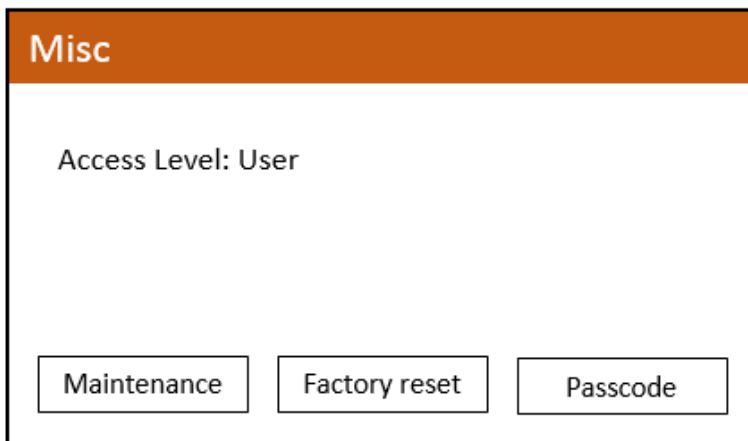 Misc
Access Level: User
Maintenance
Factory reset
Passcode